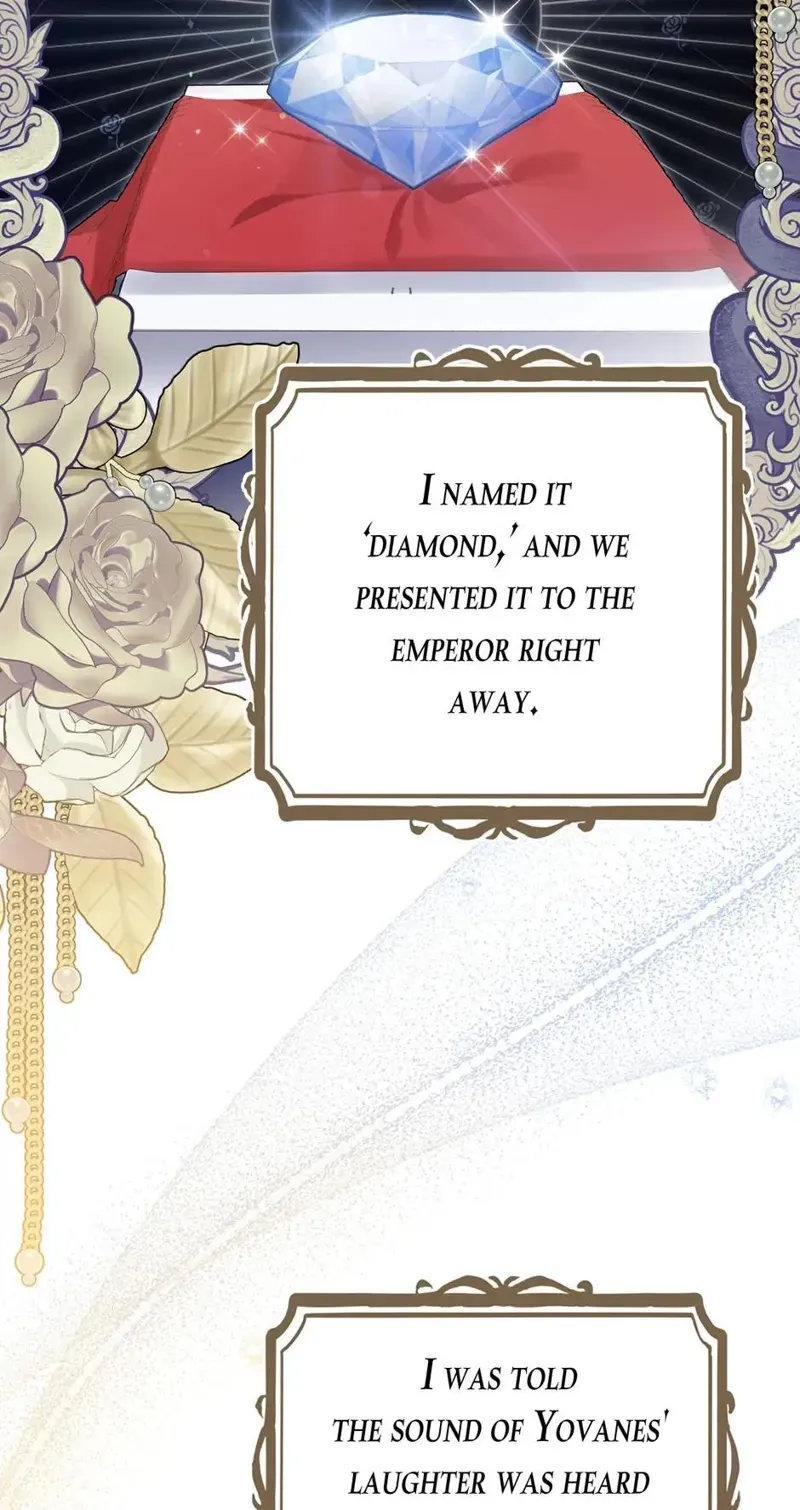 I NAMED IT
'DIAMOND,' AND WE
PRESENTED IT TO THE
EMPEROR RIGHT
AWAY.
I WAS TOLD
THE SOUND OF YOVANES'
LAUGHTER WAS HEARD